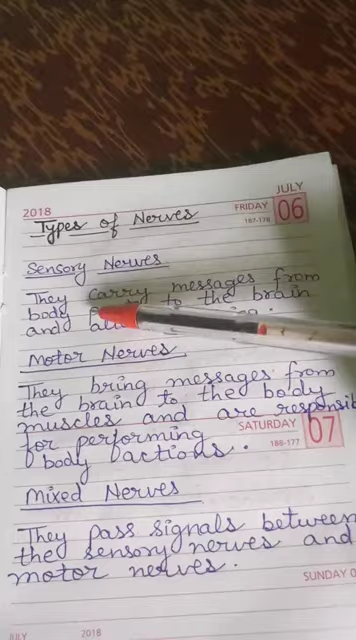 JULY
2018
FRIDAY 06
187-178
Types of Nerves
Sensory Nerves
They carry messages from
body to the brain
and
Motor Nerves
They bring messages from
the brain to the body
muscles and are responsib
for performing
body actions.
SATURDAY 07
188-177
Mixed Nerves
They pass signals between
the sensory nerves and
motor nerves.
SUNDAY 0
JULY 2018